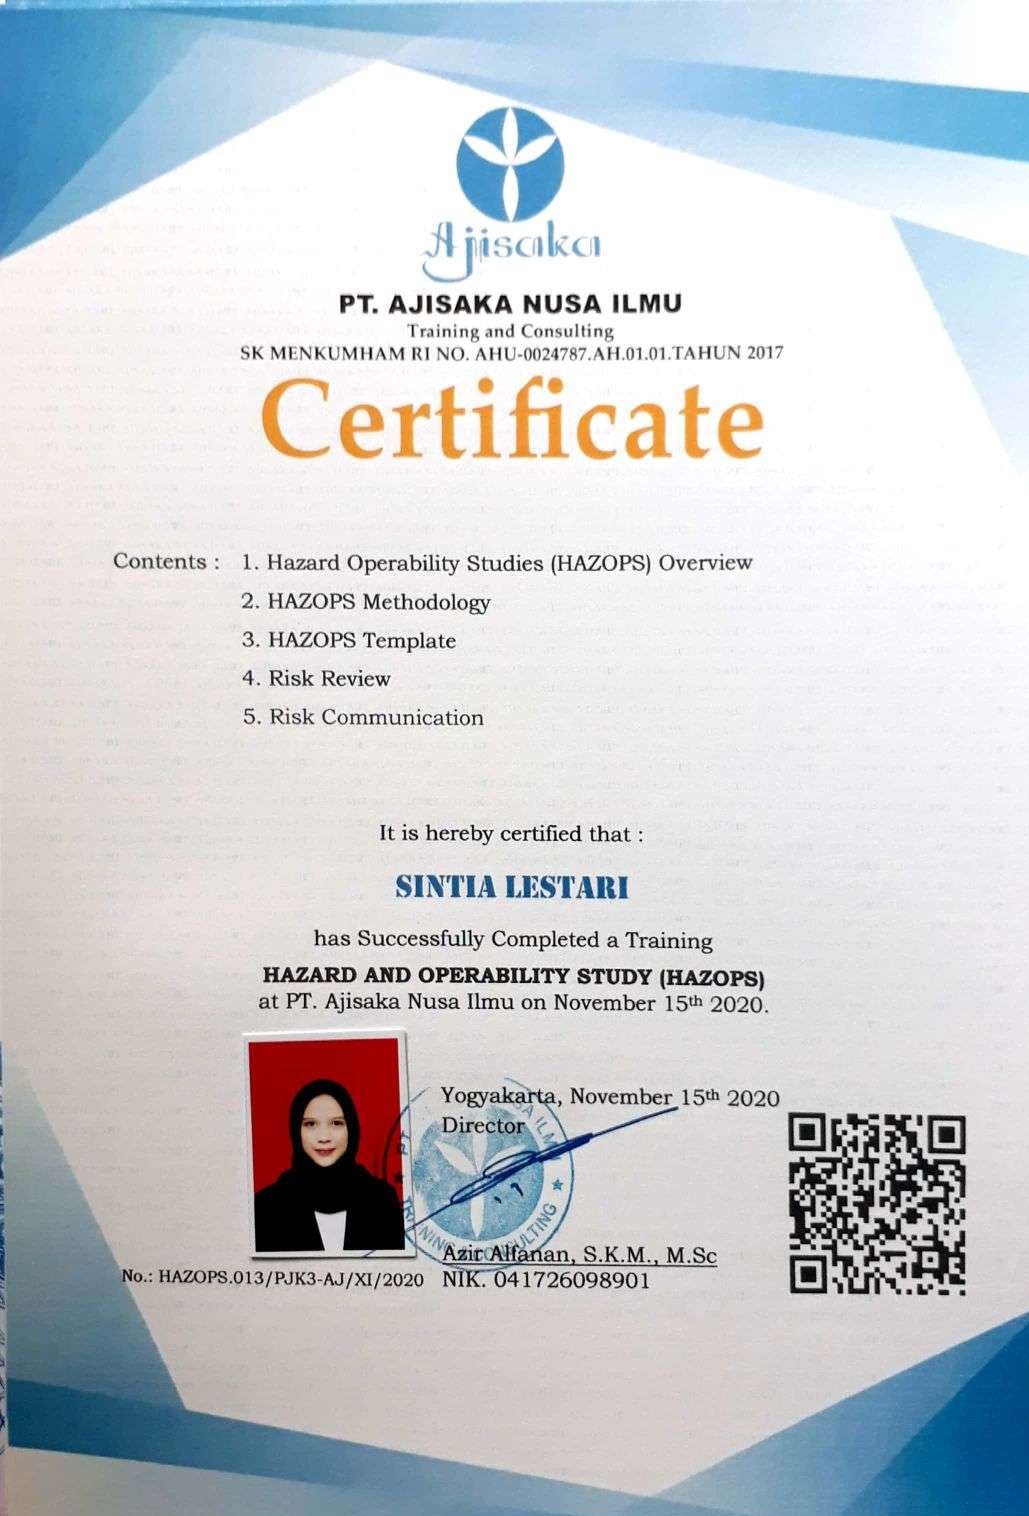 Ajisaka
PT. AJISAKA NUSA ILMU
Training and Consulting
SK MENKUMHAM RI NO. AHU-0024787.AH.01.01.TAHUN 2017
Certificate
Contents : 1. Hazard Operability Studies (HAZOPS) Overview
2. HAZOPS Methodology
3. HAZOPS Template
4. Risk Review
5. Risk Communication
It is hereby certified that :
SINTIA LESTARI
has Successfully Completed a Training
HAZARD AND OPERABILITY STUDY (HAZOPS)
at PT. Ajisaka Nusa Ilmu on November 15th 2020.
Yogyakarta, November 15th 2020
Director
Azir Alfanan, S.K.M., M.Sc
No.: HAZOPS.013/PJK3-AJ/XI/2020 NIK. 041726098901